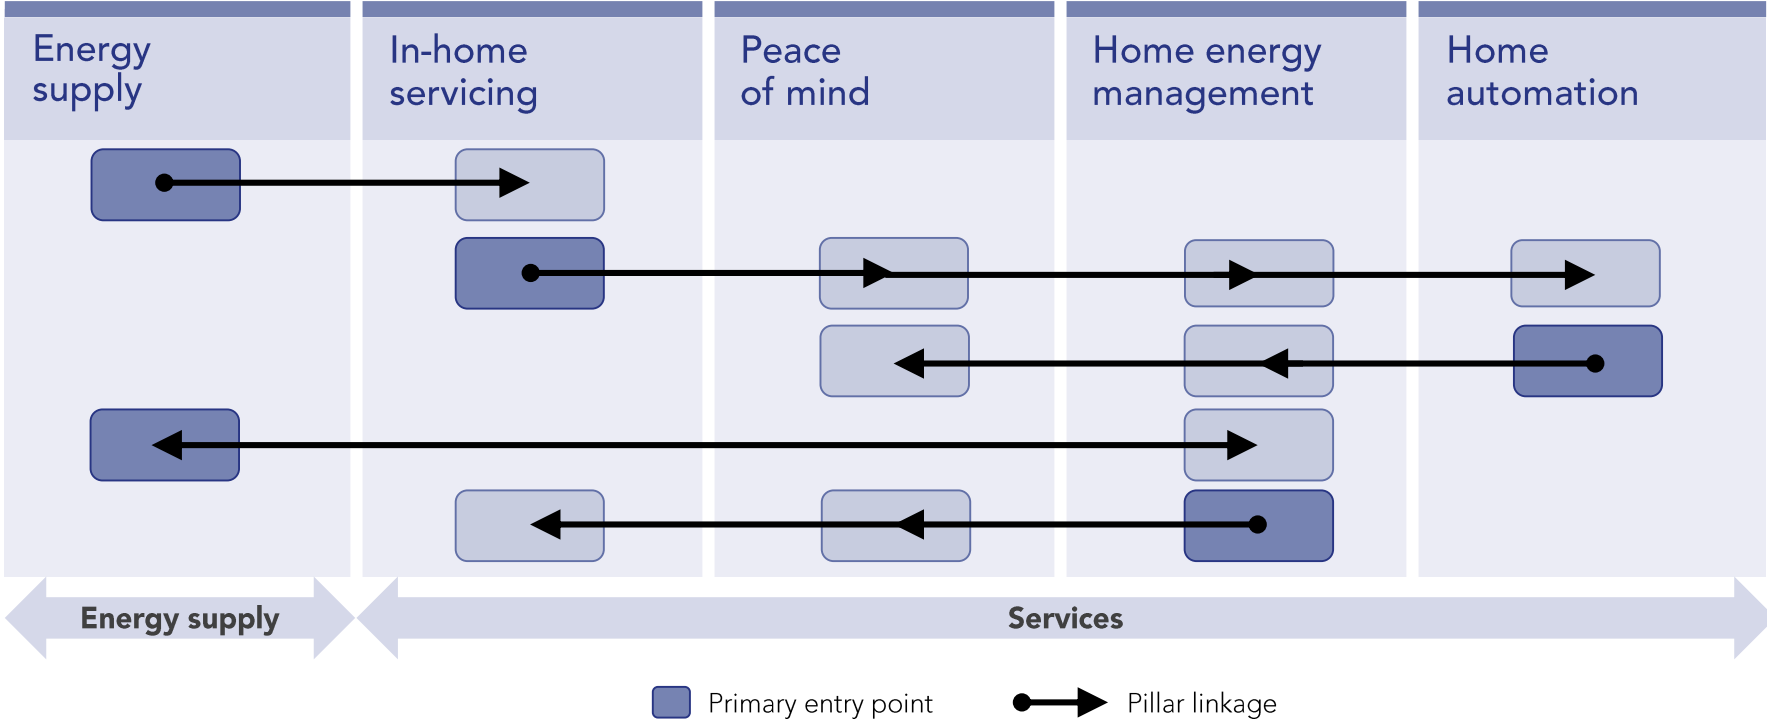 Energy
supply
In-home
servicing
Peace
of mind
Home energy
management
Home
automation
Energy supply
Services
Primary entry point
Pillar linkage